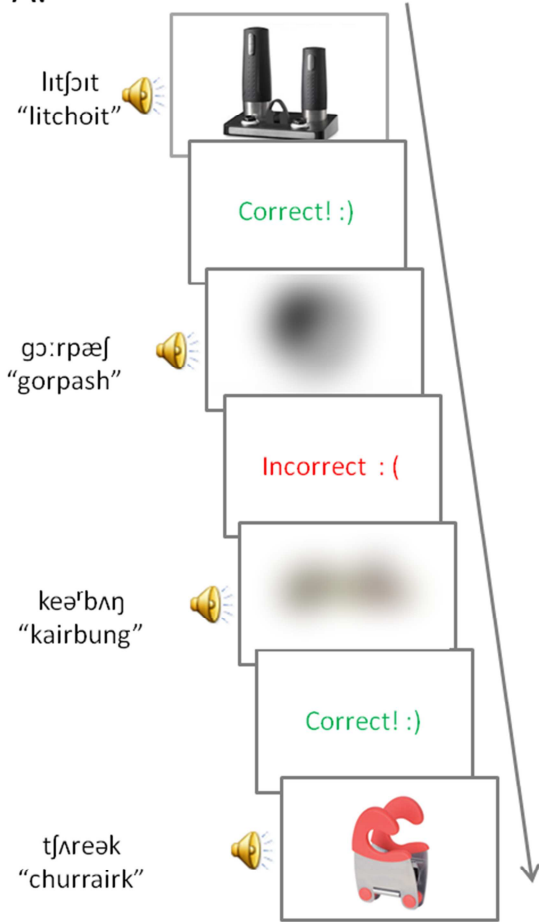 lɪtʃɔɪt
“litchoit”
Correct! :)
gɔːrpæʃ
“gorpash”
Incorrect : (
keəʳbʌŋ
“kairbung”
Correct! :)
tʃʌreək
“churrairk”